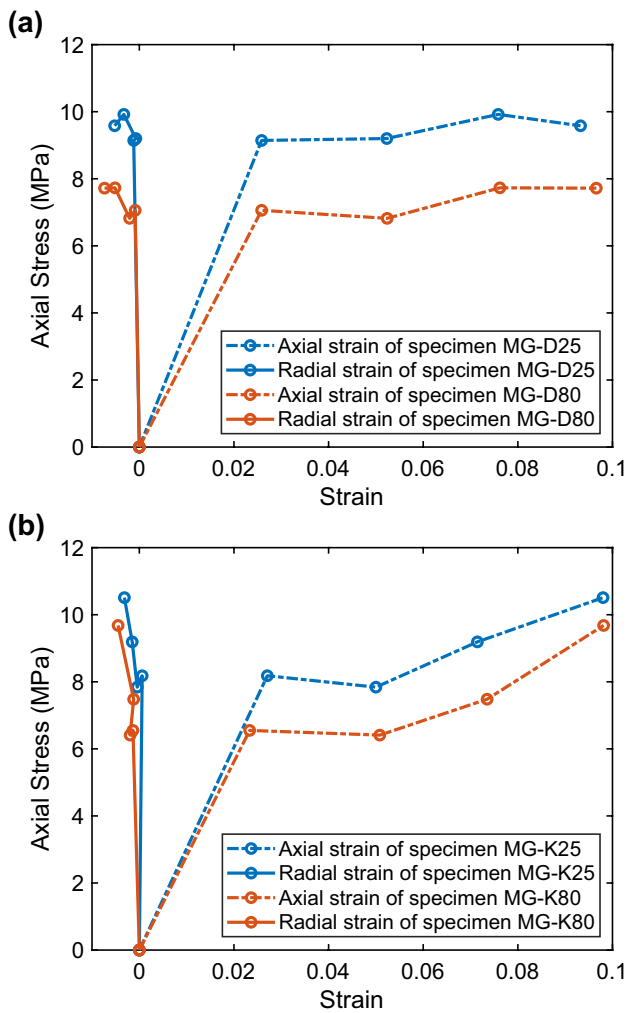 (a)
12
10
8
6
4
2
0
Axial Stress (MPa)
Axial strain of specimen MG-D25
Radial strain of specimen MG-D25
Axial strain of specimen MG-D80
Radial strain of specimen MG-D80
0 0.02 0.04 0.06 0.08 0.1
Strain
(b)
12
10
8
6
4
2
0
Axial Stress (MPa)
Axial strain of specimen MG-K25
Radial strain of specimen MG-K25
Axial strain of specimen MG-K80
Radial strain of specimen MG-K80
0 0.02 0.04 0.06 0.08 0.1
Strain